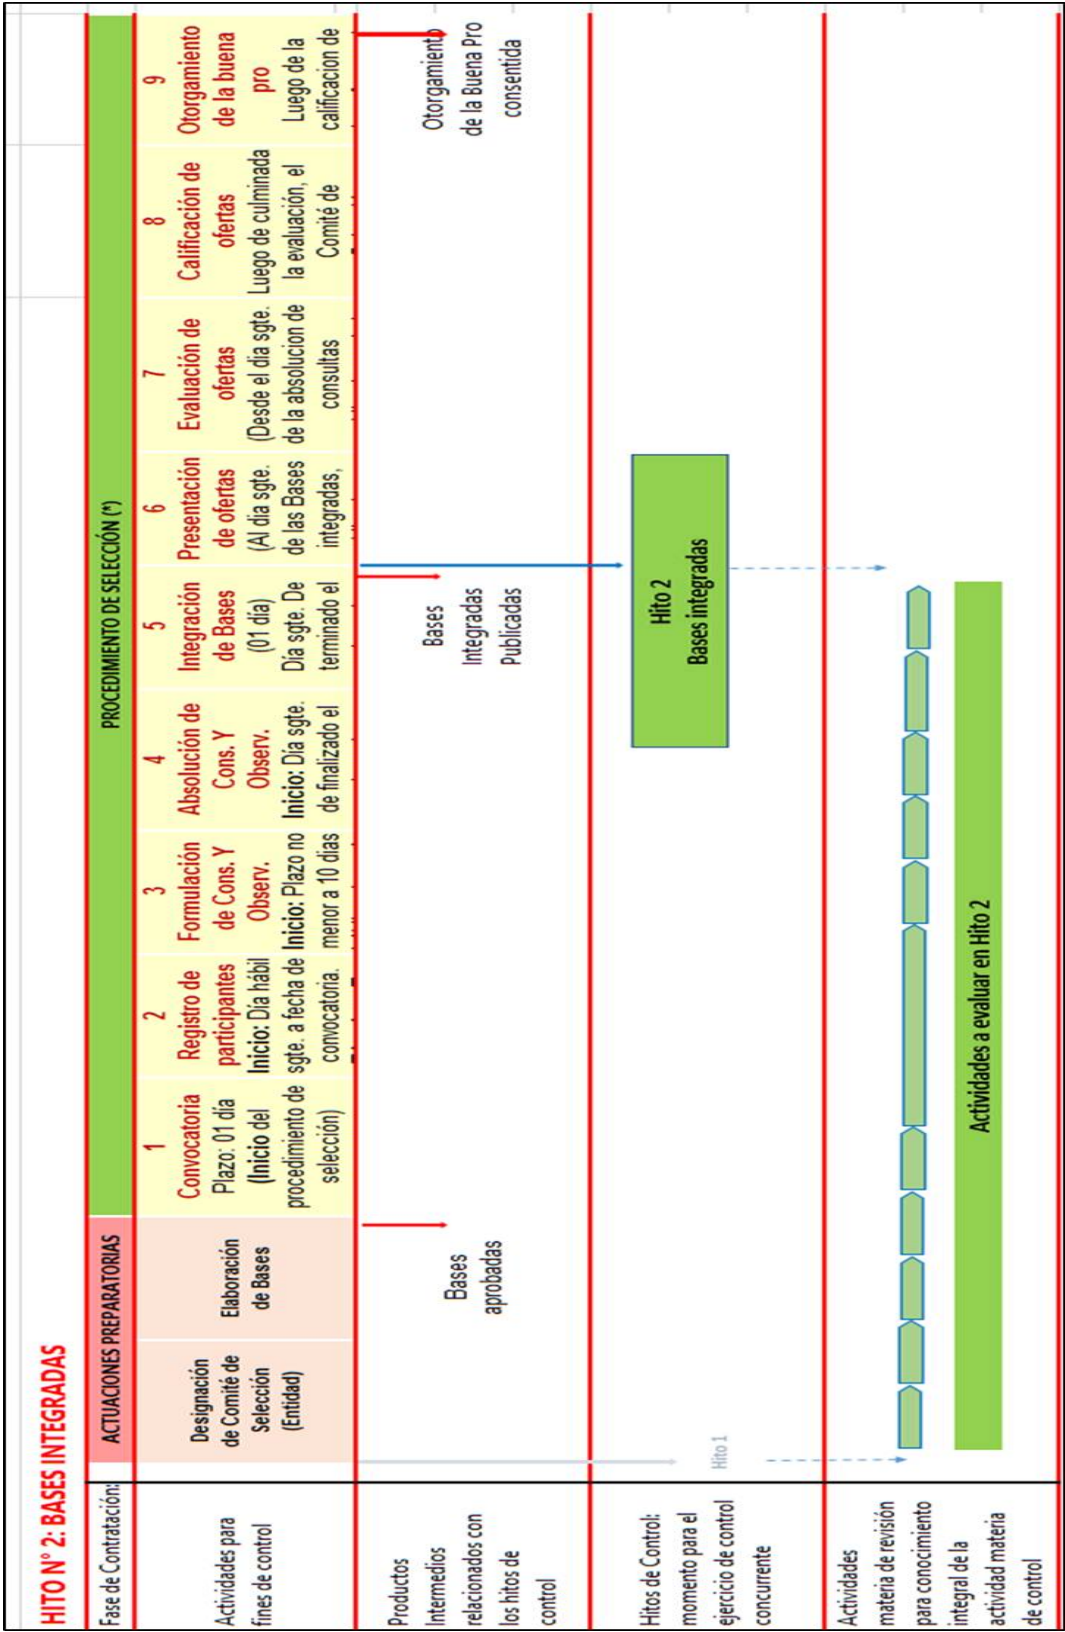 HITO N° 2: BASES INTEGRADAS
Fase de Contratación:
ACTUACIONES PREPARATORIAS
PROCEDIMIENTO DE SELECCIÓN (*)
Actividades para
fines de control
Designación
de Comité de
Selección
(Entidad)
Elaboración
de Bases
1
Convocatoria
Plazo: 01 día
(Inicio del
procedimiento de
selección)
2
Registro de
participantes
Inicio: Día hábil
sgte. a fecha de
convocatoria.
3
Formulación
de Cons. Y
Observ.
Inicio: Plazo no
menor a 10 dias
4
Absolución de
Cons. Y
Observ.
Inicio: Día sgte.
de finalizado el
5
Integración
de Bases
(01 día)
Día sgte. De
terminado el
6
Presentación
de ofertas
(Al dia sgte.
de las Bases
integradas,
7
Evaluación de
ofertas
(Desde el dia sgte.
de la absolucion de
consultas
8
Calificación de
ofertas
Luego de culminada
la evaluación, el
Comité de
9
Otorgamiento
de la buena
pro
Luego de la
calificacion de
Productos
Intermedios
relacionados con
los hitos de
control
Bases
aprobadas
Bases
Integradas
Publicadas
Otorgamiento
de la Buena Pro
consentida
Hitos de Control:
momento para el
ejercicio de control
concurrente
Hito 1
Hito 2
Bases integradas
Actividades
materia de revisión
para conocimiento
integral de la
actividad materia
de control
Actividades a evaluar en Hito 2